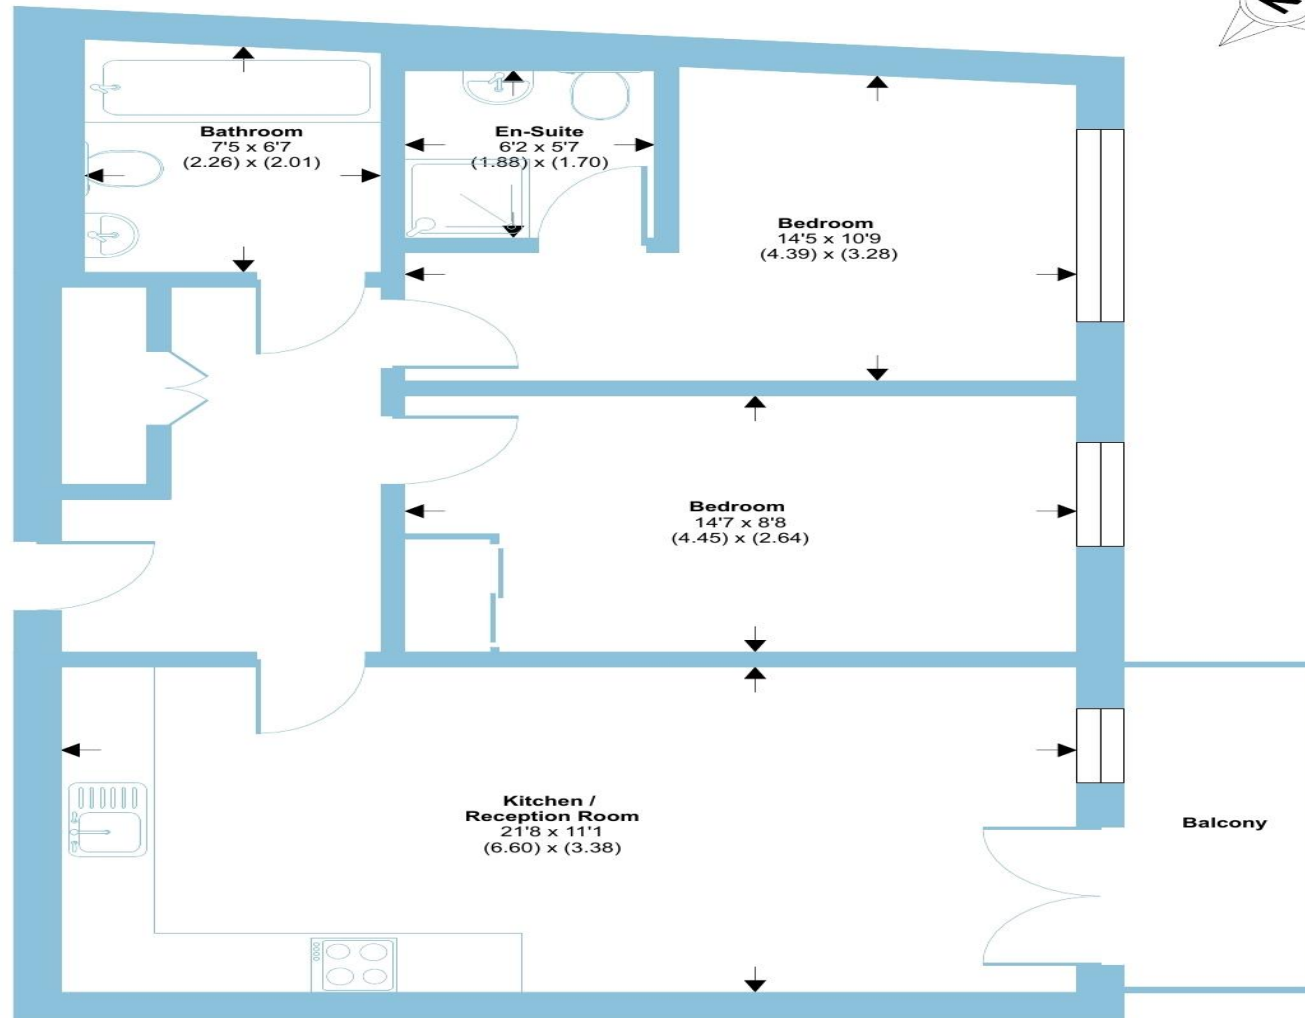 Bathroom
7'5 x 6'7
(2.26) x (2.01)
En-Suite
6'2 x 5'7
(1.88) x (1.70)
Bedroom
14'5 x 10'9
(4.39) x (3.28)
Bedroom
14'7 x 8'8
(4.45) x (2.64)
Kitchen /
Reception Room
21'8 x 11'1
(6.60) x (3.38)
Balcony